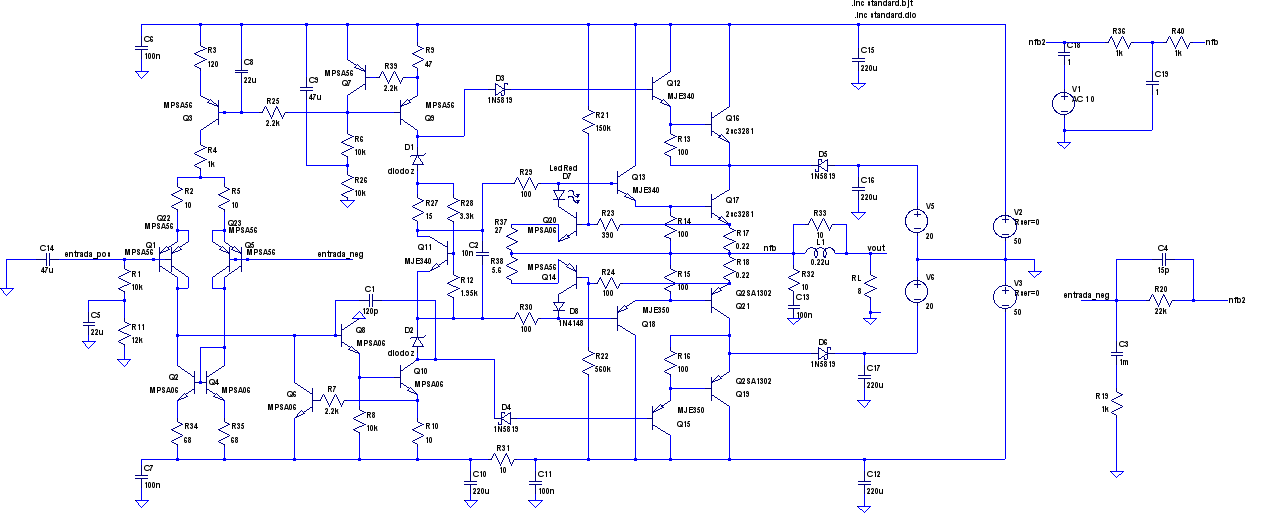 .inc standard.bjt
.inc standard.dio
C6
100n
R3
120
C8
22u
MPSA56
Q3
R25
2.2k
R4
1k
C9
47u
MPSA56
Q7
R39
2.2k
R9
47
MPSA56
Q9
R6
10k
R26
10k
D1
diodoz
D3
1N5819
Q12
MJE340
R21
150k
R13
100
Q16
2sc3281
C15
220u
D5
1N5819
C16
220u
V5
20
V2
Rser=0
50
V6
20
V3
Rser=0
50
nfb2
C18
1
V1
AC 1 0
R36
1k
R40
1k
nfb
C19
1
R2
10
R5
10
Q22
MPSA56
Q23
MPSA56
Q1
MPSA56
Q5
MPSA56
C14
47u
entrada_pos
entrada_neg
R1
10k
C5
22u
R11
12k
R27
15
R28
3.3k
Q11
MJE340
R12
1.95k
C2
10n
R29
100
Led Red
D7
Q20
MPSA06
R23
390
Q13
MJE340
Q17
2sc3281
R14
100
R17
0.22
R37
27
R38
5.6
MPSA56
Q14
R24
100
R15
100
R18
0.22
nfb
R33
10
L1
0.22u
vout
R32
10
C13
100n
RL
8
R30
100
D8
1N4148
MJE350
Q18
Q2SA1302
Q21
C1
120p
Q8
MPSA06
D2
diodoz
Q10
MPSA06
Q2
MPSA06
Q4
MPSA06
Q6
MPSA06
R7
2.2k
R8
10k
R10
10
R34
68
R35
68
D4
1N5819
R22
560k
R16
100
MJE350
Q15
Q2SA1302
Q19
D6
1N5819
C17
220u
C7
100n
R31
10
C10
220u
C11
100n
C12
220u
C4
15p
entrada_neg
R20
22k
nfb2
C3
1m
R19
1k